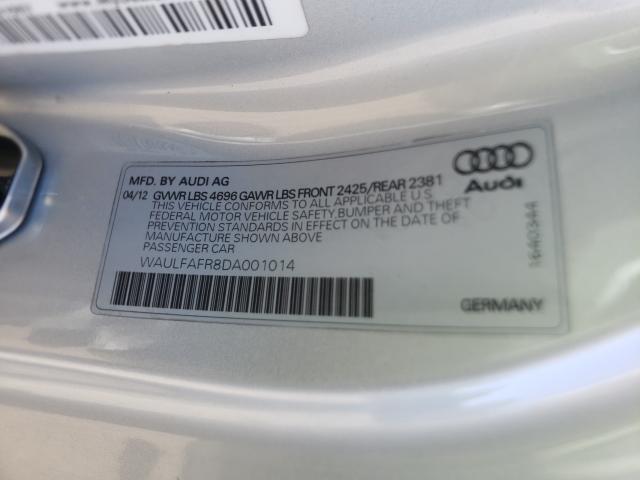 MFD. BY AUDI AG
04/12 GVWR LBS 4696 GAWR LBS FRONT 2425/REAR 2381
THIS VEHICLE CONFORMS TO ALL APPLICABLE U.S.
FEDERAL MOTOR VEHICLE SAFETY, BUMPER AND THEFT
PREVENTION STANDARDS IN EFFECT ON THE DATE OF
MANUFACTURE SHOWN ABOVE
PASSENGER CAR
WAULFAFR8DA001014
Audi
1640344
GERMANY